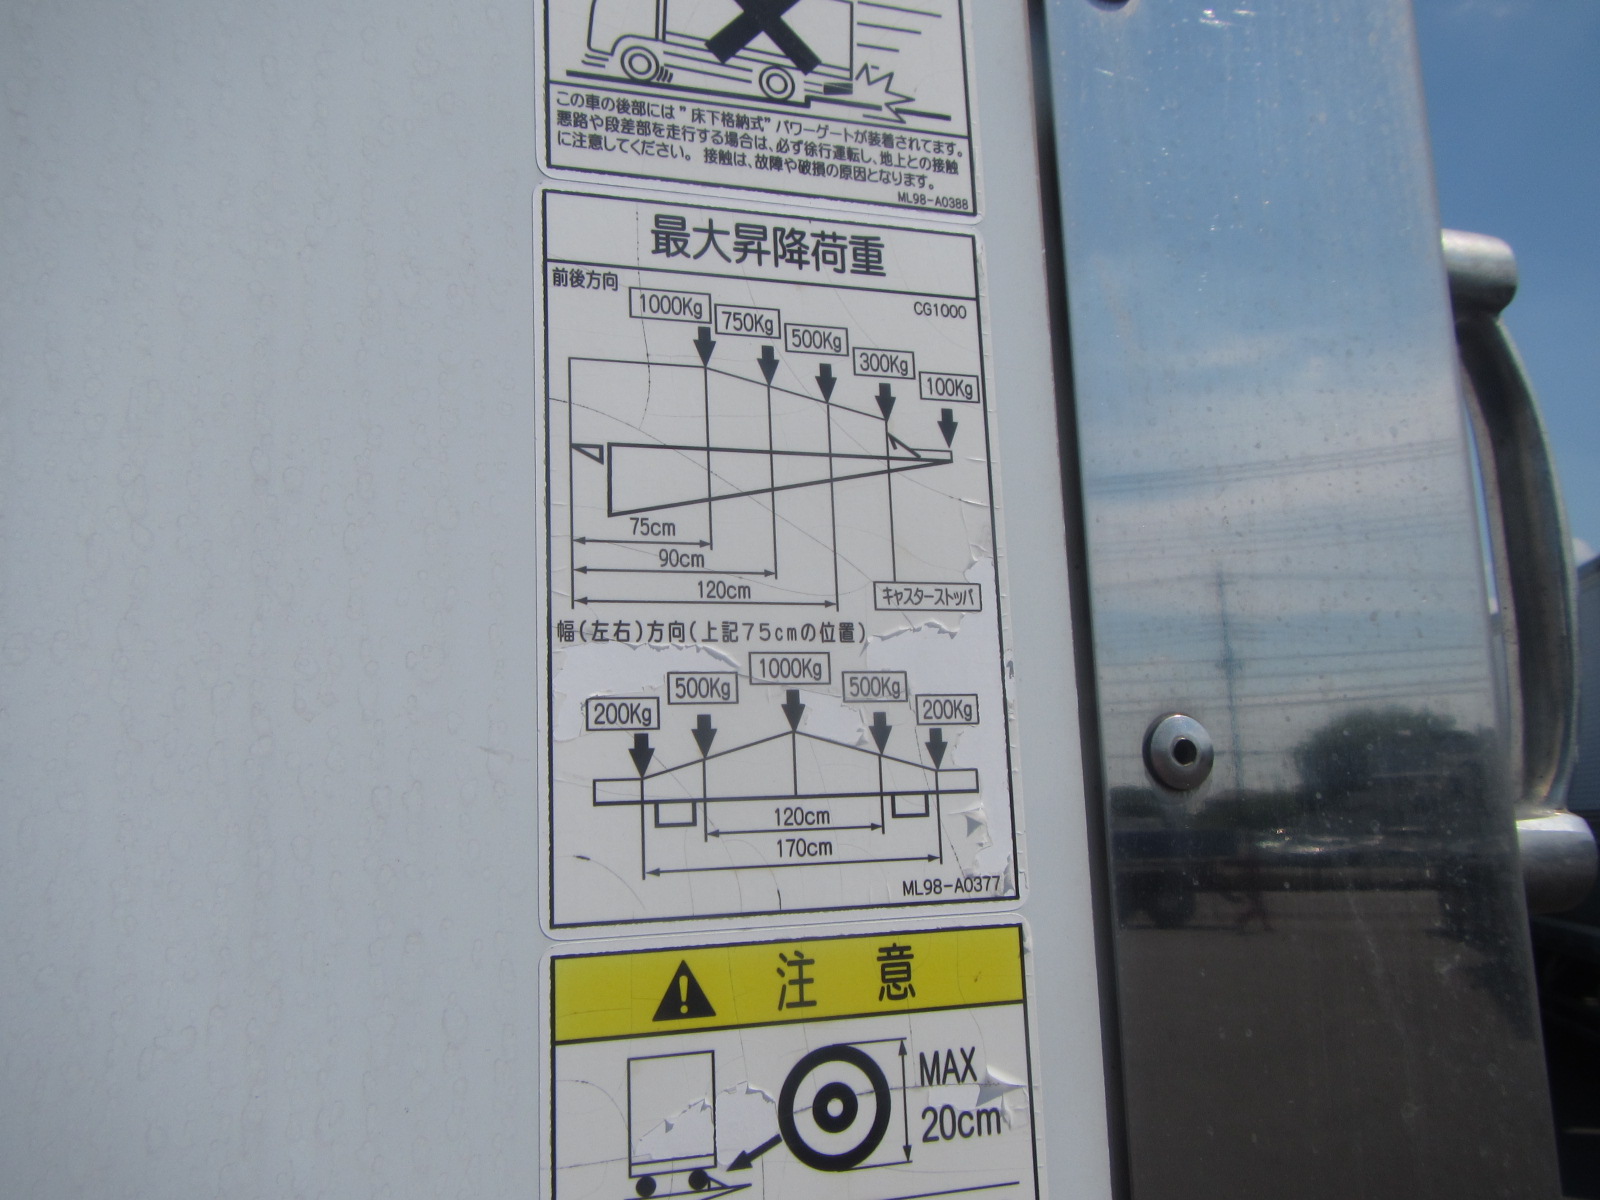 この車の後部には”床下格納式”パワーゲートが装着されてます。
悪路や段差部を走行する場合は、必ず徐行運転し、地上との接触
に注意してください。接触は、故障や破損の原因となります。
ML98-A0388
最大昇降荷重
前後方向
CG1000
1000Kg
750Kg
500Kg
300Kg
100Kg
75cm
90cm
120cm
キャスターストッパ
幅(左右)方向(上記75cmの位置)
1000Kg
500Kg
500Kg
200Kg
200Kg
120cm
170cm
ML98-A0377
注意
MAX
20cm